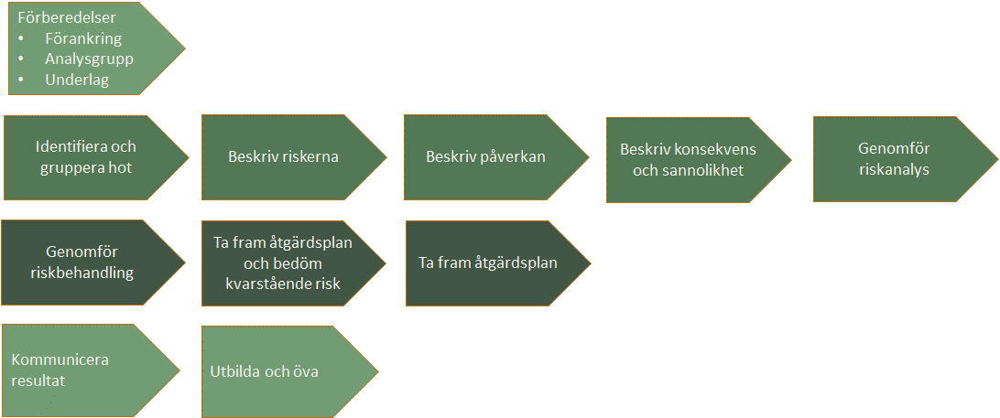 Förberedelser
• Förankring
• Analysgrupp
• Underlag
Identifiera och
gruppera hot
Beskriv riskerna
Beskriv påverkan
Beskriv konsekvens
och sannolikhet
Genomför
riskanalys
Genomför
riskbehandling
Ta fram åtgärdsplan
och bedöm
kvarstående risk
Ta fram åtgärdsplan
Kommunicera
resultat
Utbilda och öva